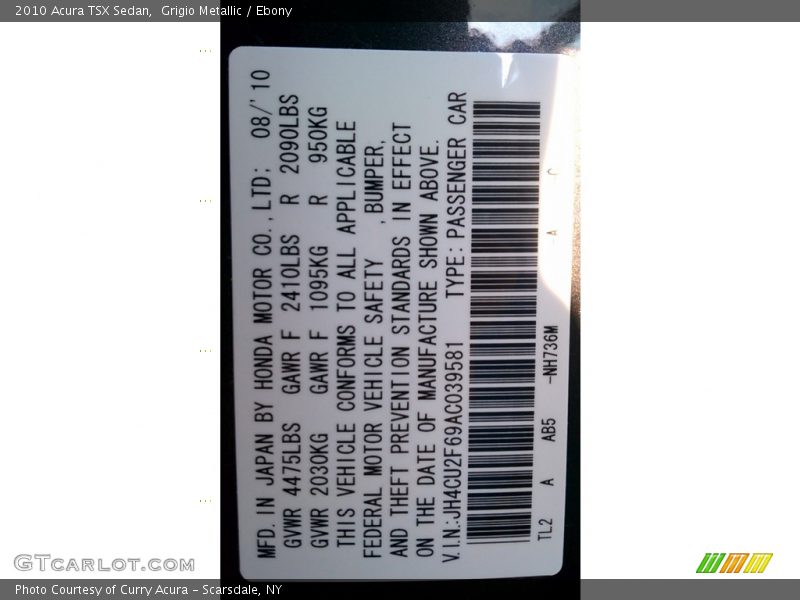 2010 Acura TSX Sedan,  Grigio Metallic / Ebony
MFD. IN JAPAN BY HONDA MOTOR CO., LTD; 08/'10
GVWR 4475LBS GAWR F 2410LBS R 2090LBS
GVWR 2030KG GAWR F 1095KG R 950KG
THIS VEHICLE CONFORMS TO ALL APPLICABLE
FEDERAL MOTOR VEHICLE SAFETY , BUMPER,
AND THEFT PREVENTION STANDARDS IN EFFECT
ON THE DATE OF MANUFACTURE SHOWN ABOVE.
V.I.N.:JH4CU2F69AC039581 TYPE: PASSENGER CAR
TL2 A AB5 -NH736M A C
GTCARLOT.COM
Photo Courtesy of Curry Acura - Scarsdale, NY